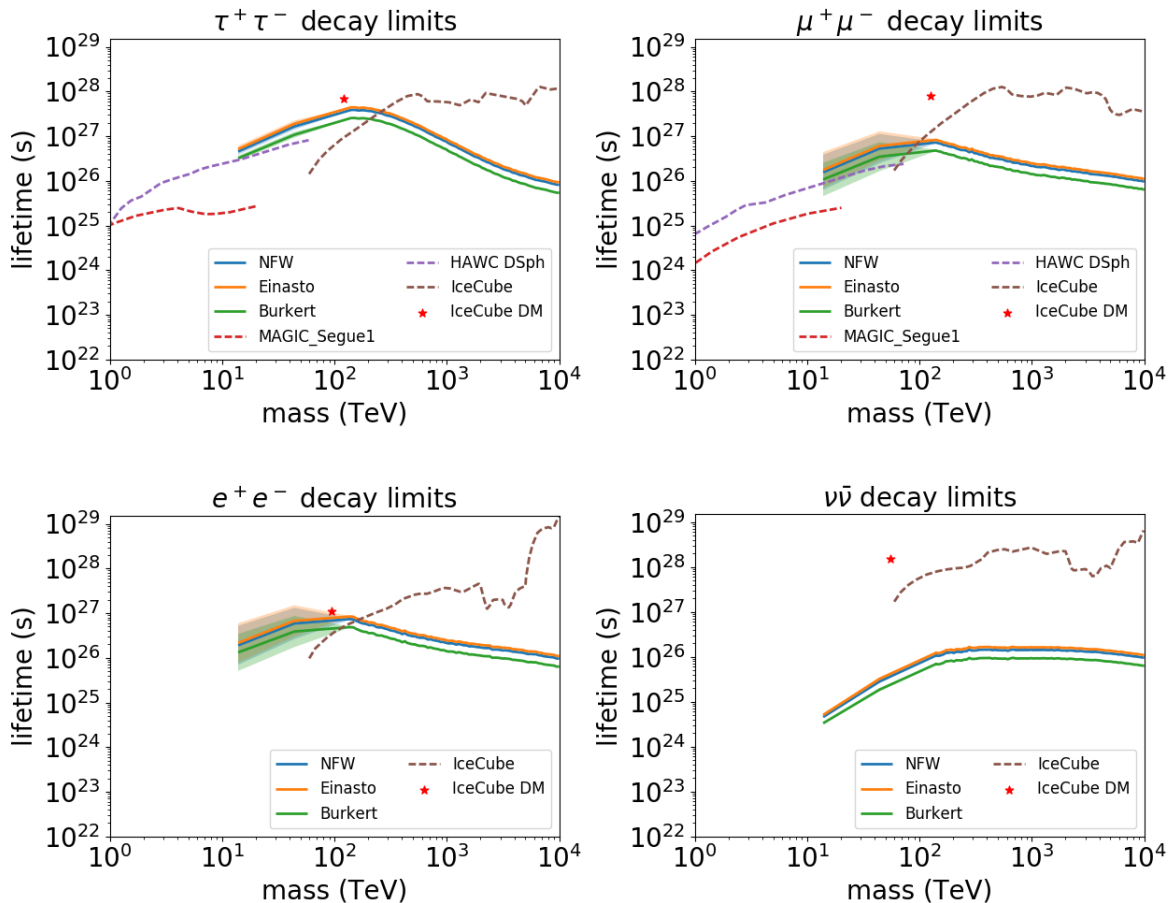 τ⁺τ⁻ decay limits
lifetime (s)
10²⁹
10²⁸
10²⁷
10²⁶
10²⁵
10²⁴
10²³
10²²
NFW
Einasto
Burkert
MAGIC_Segue1
HAWC DSph
IceCube
IceCube DM
10⁰ 10¹ 10² 10³ 10⁴
mass (TeV)
μ⁺μ⁻ decay limits
lifetime (s)
10²⁹
10²⁸
10²⁷
10²⁶
10²⁵
10²⁴
10²³
10²²
NFW
Einasto
Burkert
MAGIC_Segue1
HAWC DSph
IceCube
IceCube DM
10⁰ 10¹ 10² 10³ 10⁴
mass (TeV)
e⁺e⁻ decay limits
lifetime (s)
10²⁹
10²⁸
10²⁷
10²⁶
10²⁵
10²⁴
10²³
10²²
NFW
Einasto
Burkert
IceCube
IceCube DM
10⁰ 10¹ 10² 10³ 10⁴
mass (TeV)
νν̄ decay limits
lifetime (s)
10²⁹
10²⁸
10²⁷
10²⁶
10²⁵
10²⁴
10²³
10²²
NFW
Einasto
Burkert
IceCube
IceCube DM
10⁰ 10¹ 10² 10³ 10⁴
mass (TeV)